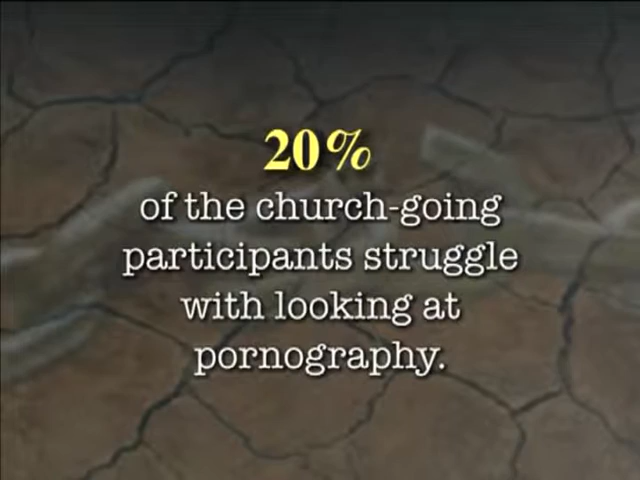 20%
of the church-going
participants struggle
with looking at
pornography.